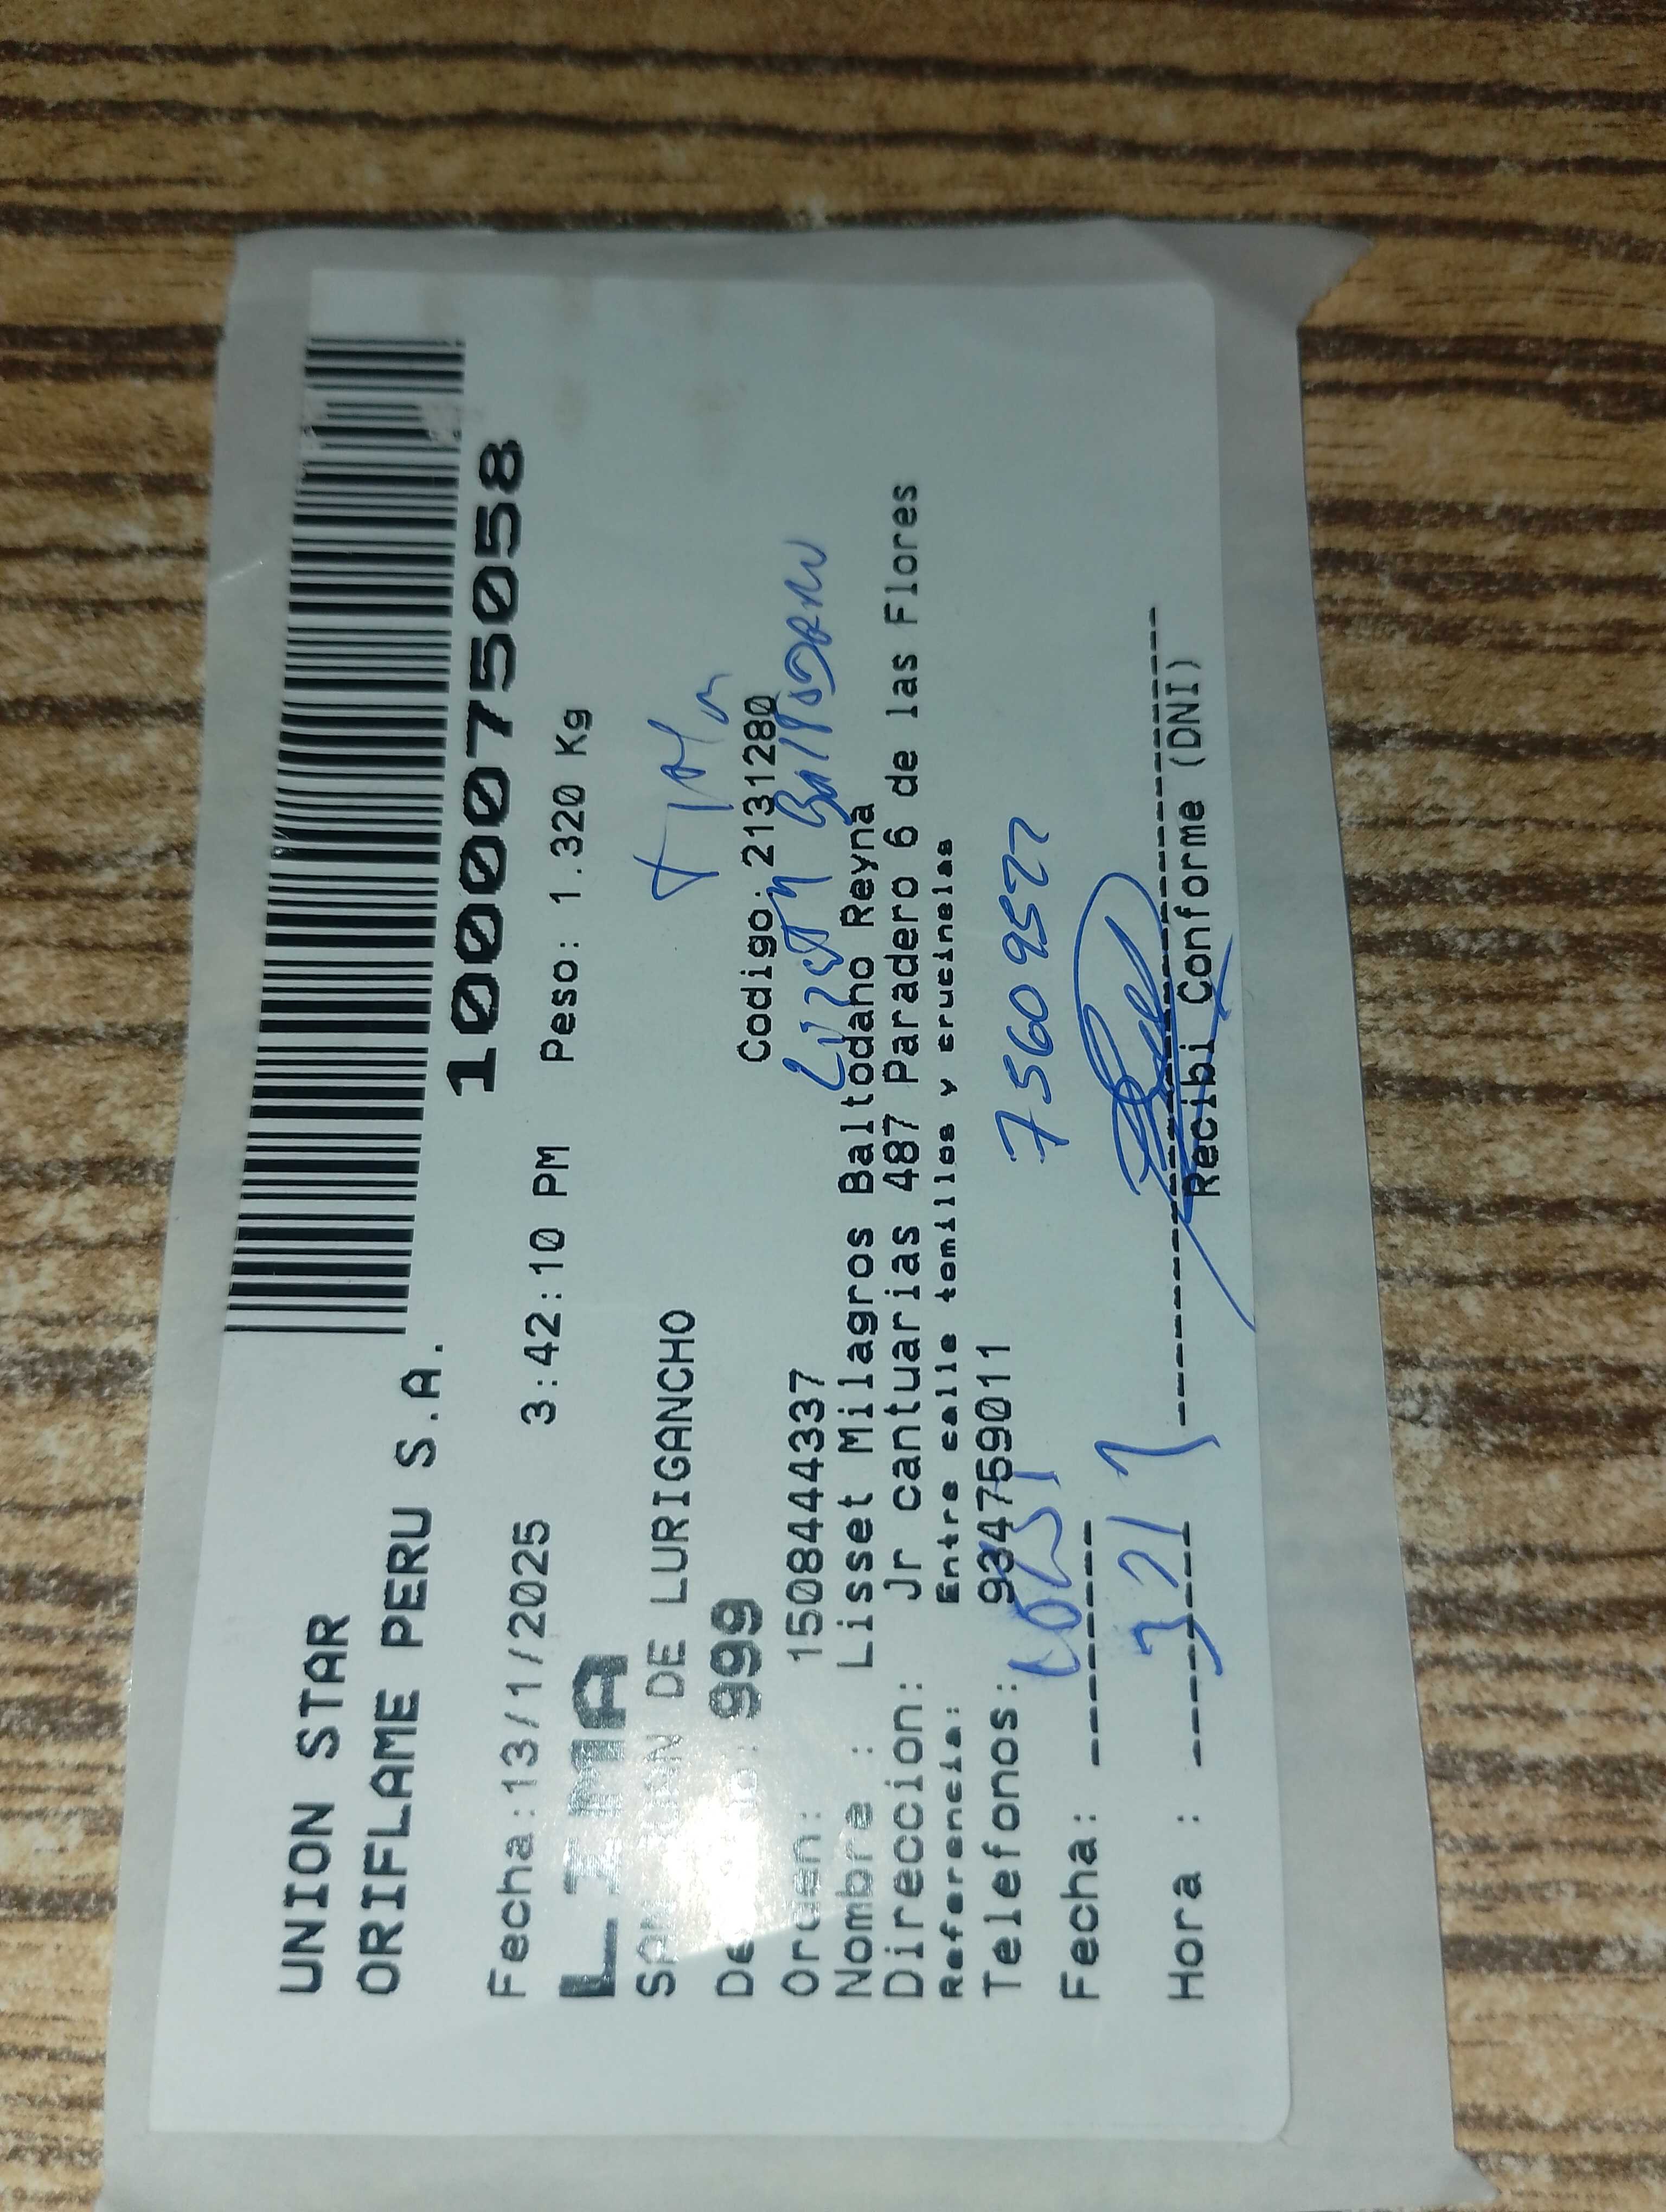 UNION STAR
ORIFLAME PERU S.A.
1000075058
Fecha:13/1/2025 3:42:10 PM Peso: 1.320 Kg
LIMA
SAN JUAN DE LURIGANCHO
999
Codigo: 2131280
Orden: 1508444337
Nombre : Lisset Milagros Baltodano Reyna
Direccion: Jr cantuarias 487 Paradero 6 de las Flores
Referencia: Entre calle tomillos y crucinelas
Telefonos: 934759011
75609527
Fecha:
Hora :
Recibi Conforme (DNI)